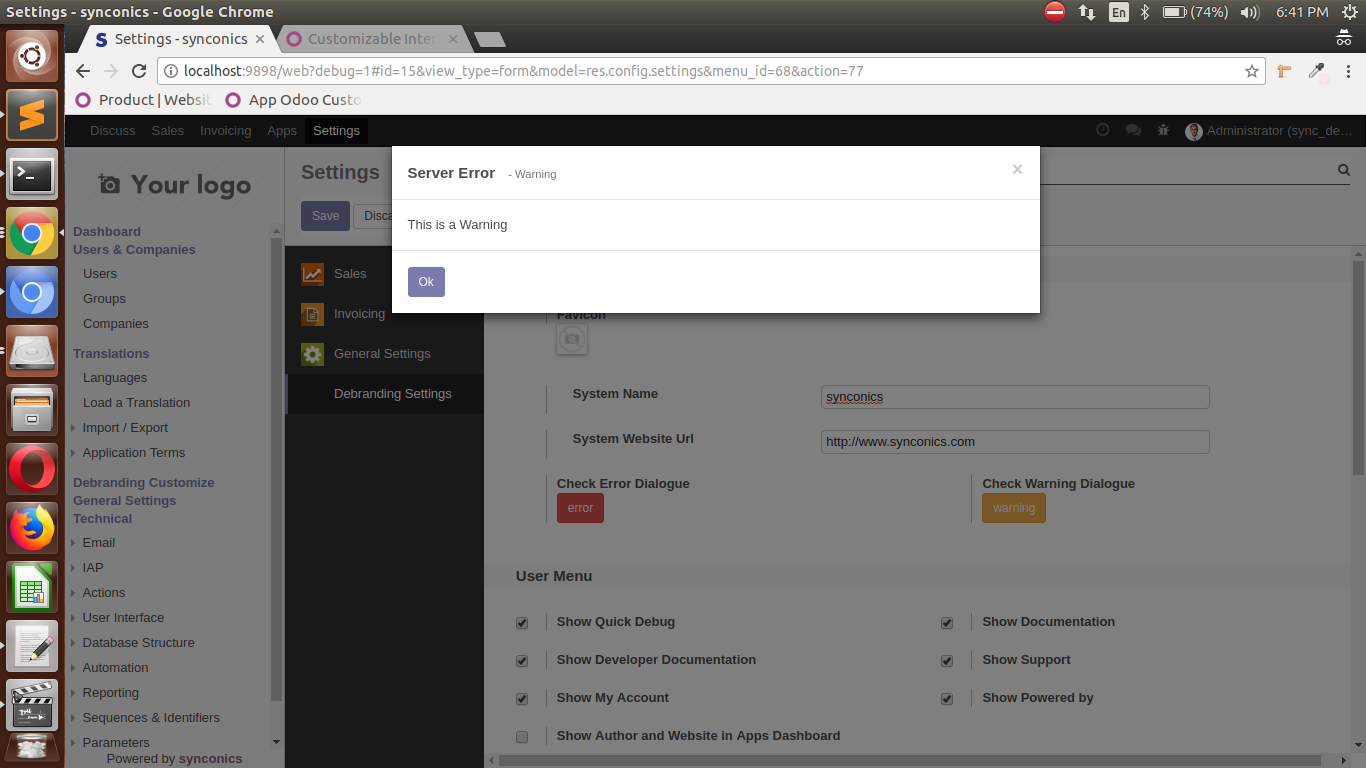 Settings - synconics - Google Chrome
En (74%) 6:41 PM
Settings - synconics × Customizable Inter ×
localhost:9898/web?debug=1#id=15&view_type=form&model=res.config.settings&menu_id=68&action=77
Product | Websit App Odoo Custo
Discuss Sales Invoicing Apps Settings Administrator (sync_de...
Your logo
Dashboard
Users & Companies
Users
Groups
Companies
Translations
Languages
Load a Translation
Import / Export
Application Terms
Debranding Customize
General Settings
Technical
Email
IAP
Actions
User Interface
Database Structure
Automation
Reporting
Sequences & Identifiers
Parameters
Powered by synconics
Settings
Save Disca
Sales
Invoicing
General Settings
Debranding Settings
Server Error - Warning ×
This is a Warning
Ok
Favicon
System Name synconics
System Website Url http://www.synconics.com
Check Error Dialogue Check Warning Dialogue
error warning
User Menu
Show Quick Debug Show Documentation
Show Developer Documentation Show Support
Show My Account Show Powered by
Show Author and Website in Apps Dashboard